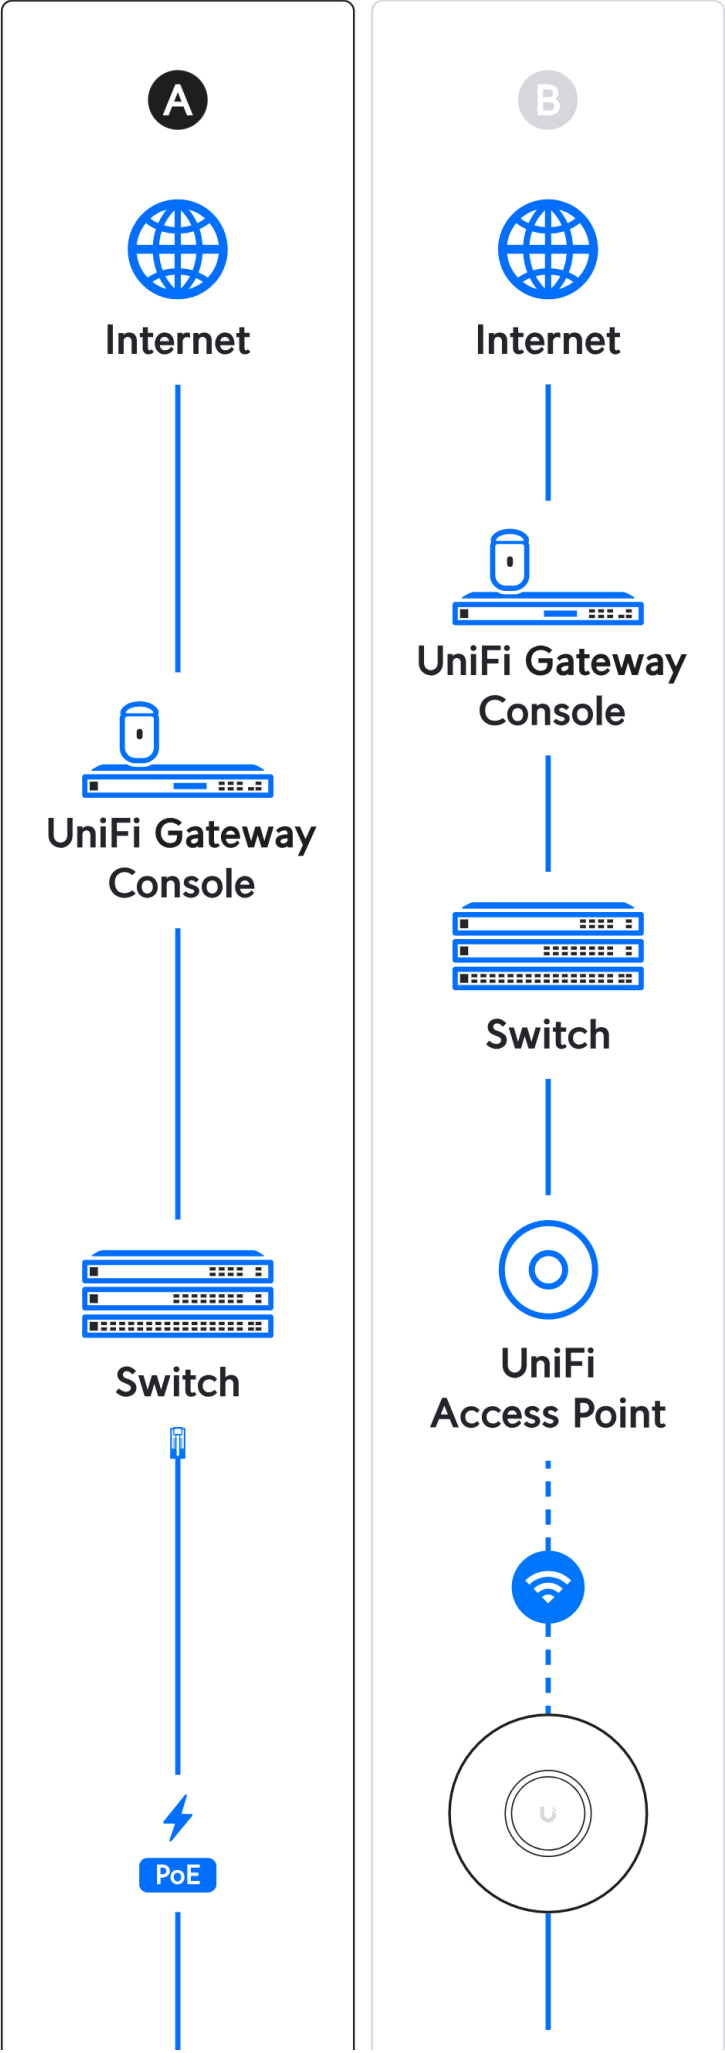 A
Internet
UniFi Gateway
Console
Switch
PoE
B
Internet
UniFi Gateway
Console
Switch
UniFi
Access Point
U